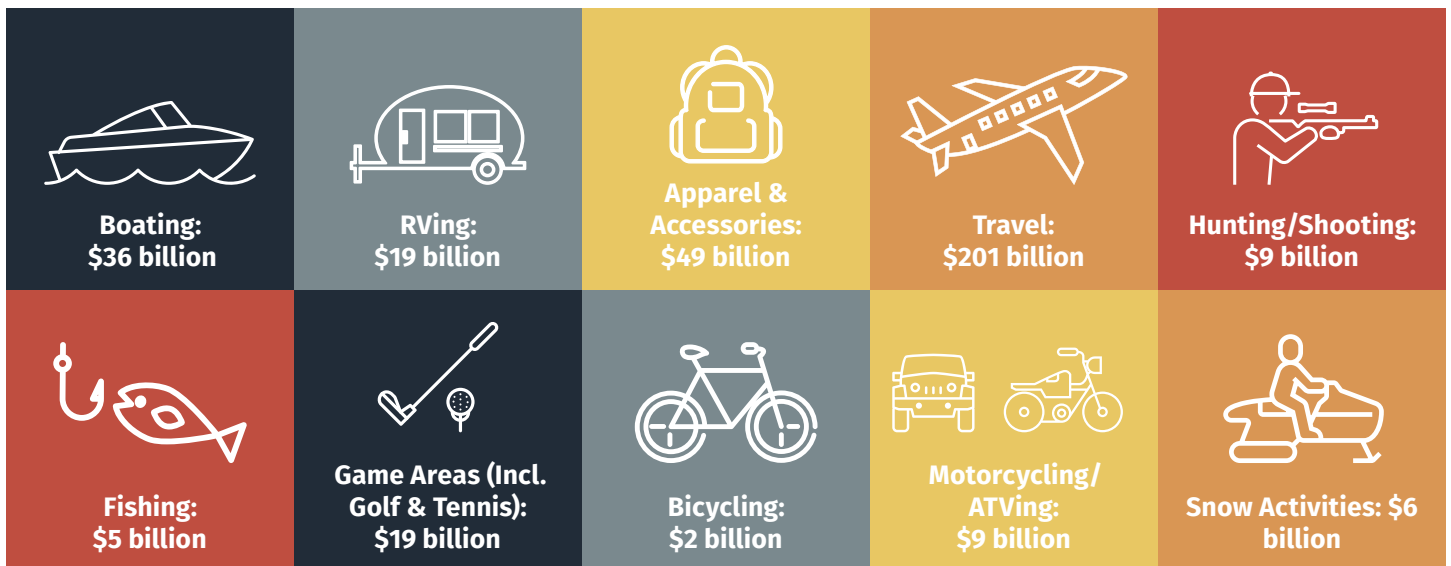 Boating:
$36 billion
RVing:
$19 billion
Apparel &
Accessories:
$49 billion
Travel:
$201 billion
Hunting/Shooting:
$9 billion
Fishing:
$5 billion
Game Areas (Incl.
Golf & Tennis):
$19 billion
Bicycling:
$2 billion
Motorcycling/
ATVing:
$9 billion
Snow Activities: $6
billion